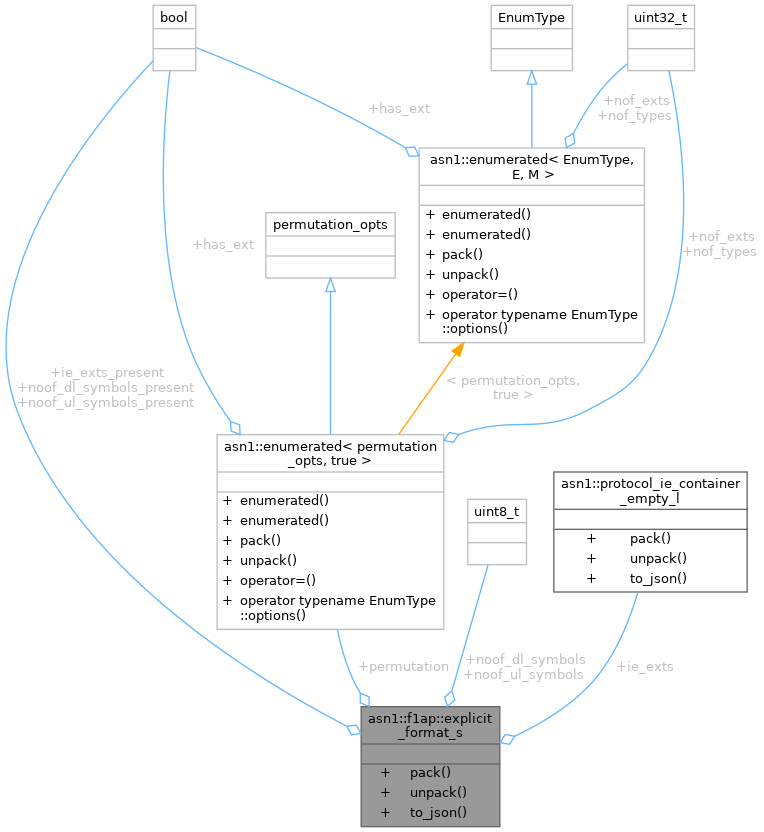 bool
EnumType
uint32_t
+has_ext
+nof_exts
+nof_types
asn1::enumerated< EnumType,
E, M >
+ enumerated()
+ enumerated()
+ pack()
+ unpack()
+ operator=()
+ operator typename EnumType
::options()
permutation_opts
+has_ext
+nof_exts
+nof_types
+ie_exts_present
+noof_dl_symbols_present
+noof_ul_symbols_present
< permutation_opts,
true >
asn1::enumerated< permutation
_opts, true >
+ enumerated()
+ enumerated()
+ pack()
+ unpack()
+ operator=()
+ operator typename EnumType
::options()
uint8_t
asn1::protocol_ie_container
_empty_l
+ pack()
+ unpack()
+ to_json()
+permutation
+noof_dl_symbols
+noof_ul_symbols
+ie_exts
asn1::f1ap::explicit
_format_s
+ pack()
+ unpack()
+ to_json()